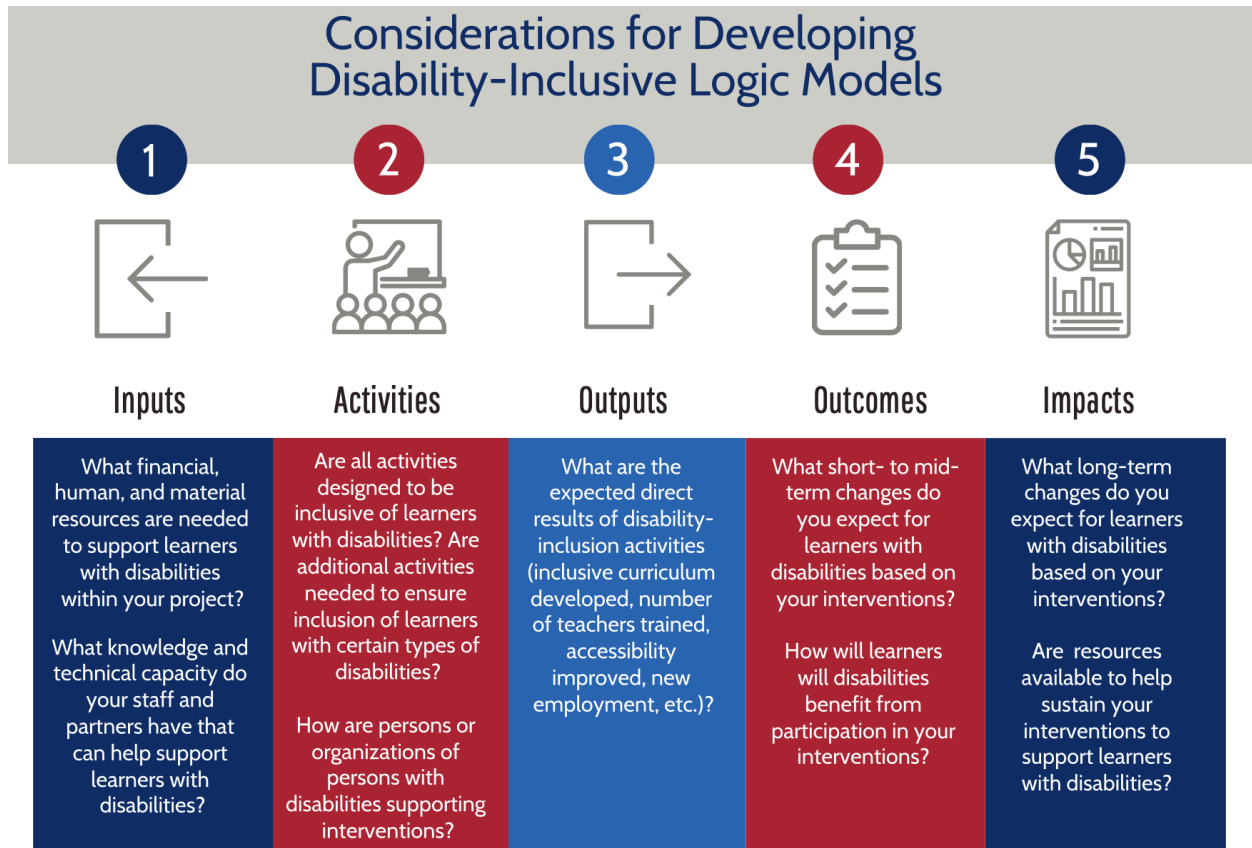 Considerations for Developing
Disability-Inclusive Logic Models
1
2
3
4
5
Inputs
Activities
Outputs
Outcomes
Impacts
What financial,
human, and material
resources are needed
to support learners
with disabilities
within your project?
What knowledge and
technical capacity do
your staff and
partners have that
can help support
learners with
disabilities?
Are all activities
designed to be
inclusive of learners
with disabilities? Are
additional activities
needed to ensure
inclusion of learners
with certain types of
disabilities?
How are persons or
organizations of
persons with
disabilities supporting
interventions?
What are the
expected direct
results of disability-
inclusion activities
(inclusive curriculum
developed, number
of teachers trained,
accessibility
improved, new
employment, etc.)?
What short- to mid-
term changes do
you expect for
learners with
disabilities based on
your interventions?
How will learners
will disabilities
benefit from
participation in your
interventions?
What long-term
changes do you
expect for learners
with disabilities
based on your
interventions?
Are resources
available to help
sustain your
interventions to
support learners
with disabilities?